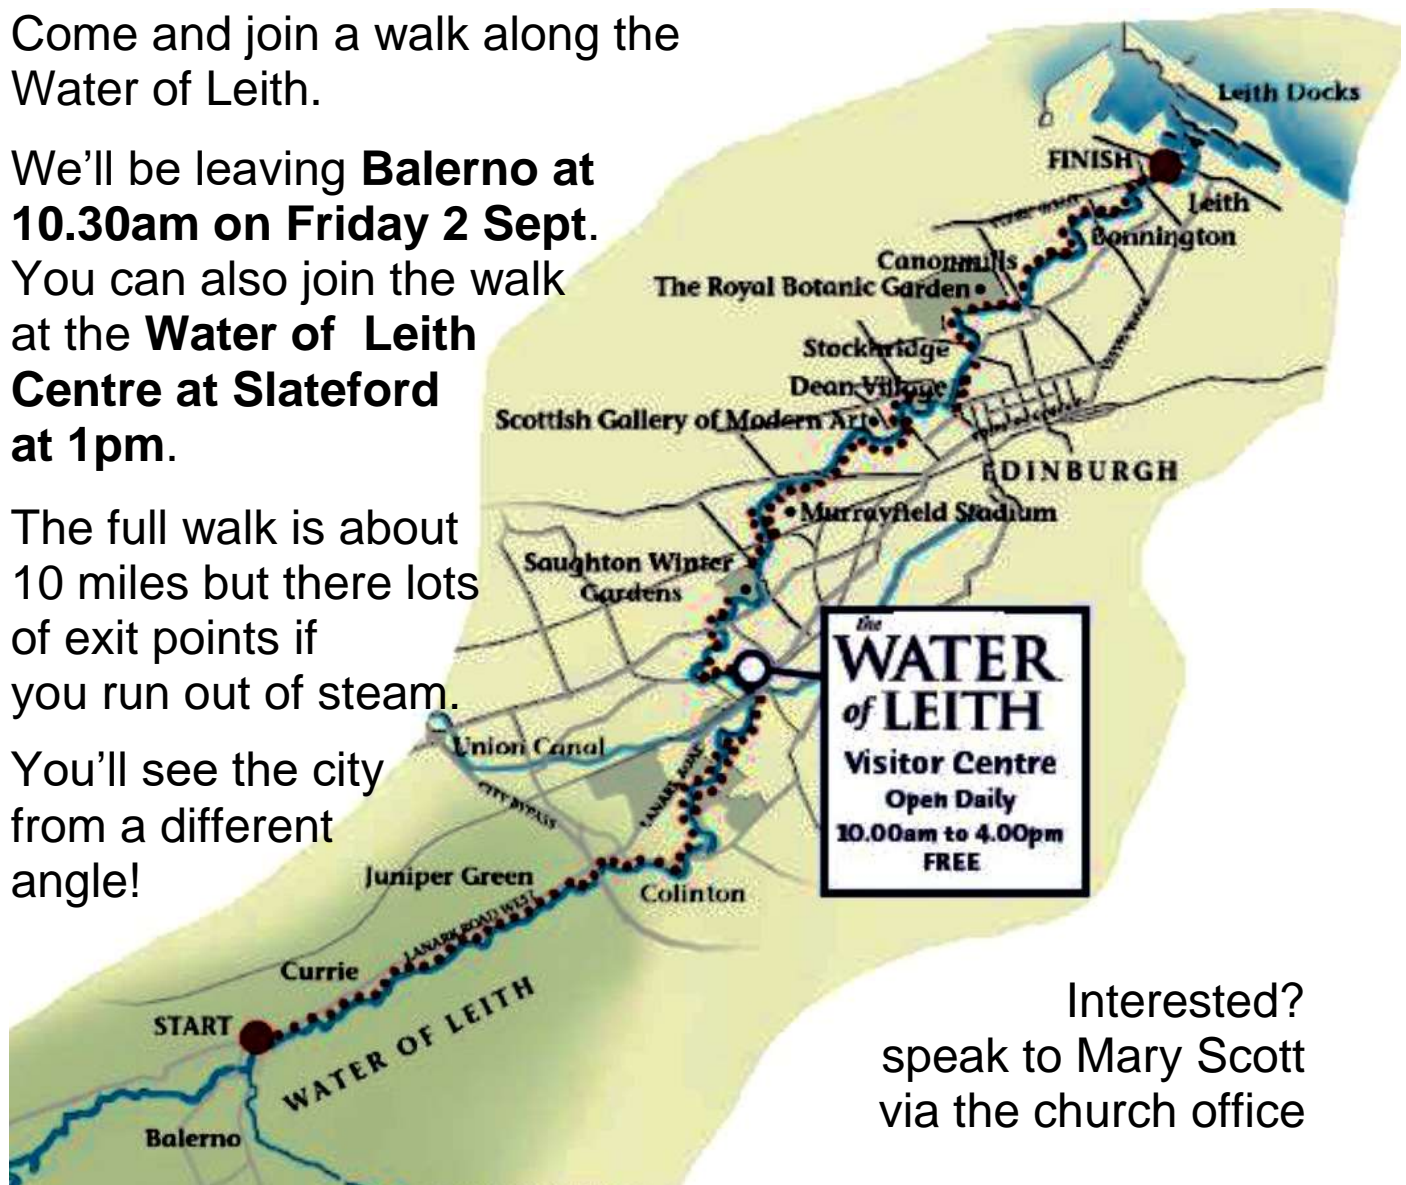 Come and join a walk along the
Water of Leith.
We’ll be leaving Balerno at
10.30am on Friday 2 Sept.
You can also join the walk
at the Water of  Leith
Centre at Slateford
at 1pm.
The full walk is about
10 miles but there lots
of exit points if
you run out of steam.
You’ll see the city
from a different
angle!
Leith Docks
FINISH
Leith
Bonnington
Canonmills
The Royal Botanic Garden
Stockbridge
Dean Village
Scottish Gallery of Modern Art
EDINBURGH
Murrayfield Stadium
Saughton Winter
Gardens
the
WATER
of LEITH
Visitor Centre
Open Daily
10.00am to 4.00pm
FREE
Union Canal
CITY BYPASS
LANARK ROAD
Juniper Green
Colinton
LANARK ROAD WEST
Currie
START
WATER OF LEITH
Balerno
Interested?
speak to Mary Scott
via the church office